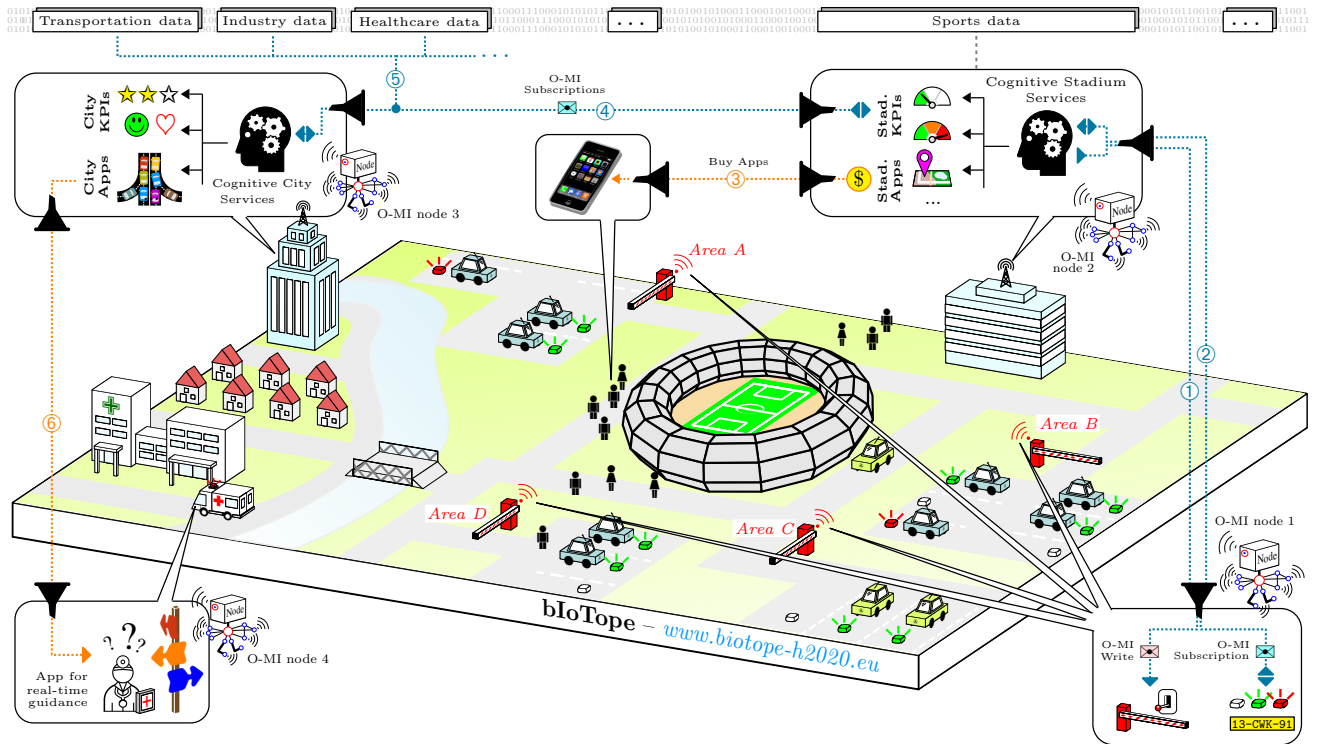 Transportation data
Industry data
Healthcare data
...
Sports data
...
5
O-MI
Subscriptions
4
City
KPIs
City
Apps
Cognitive City
Services
Node
O-MI node 3
Buy Apps
3
$
Stad.
KPIs
Stad.
Apps
...
Cognitive Stadium
Services
Node
O-MI
node 2
Area A
2
1
6
Area B
Area D
Area C
O-MI node 1
Node
bIoTope – www.biotope-h2020.eu
Node
O-MI node 4
App for
real-time
guidance
???
O-MI
Write
O-MI
Subscription
13-CWK-91